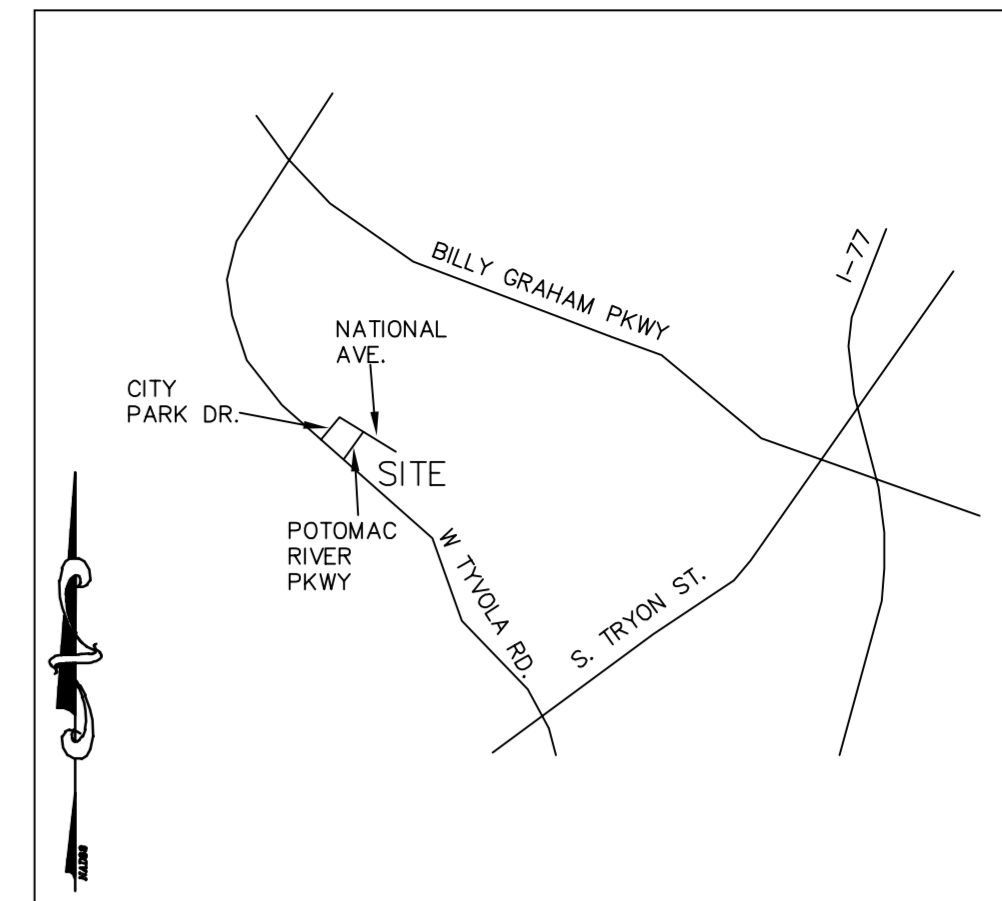 I-77
BILLY GRAHAM PKWY
NATIONAL
AVE.
CITY
PARK DR.
SITE
POTOMAC
RIVER
PKWY
W TYVOLA RD.
S. TRYON ST.